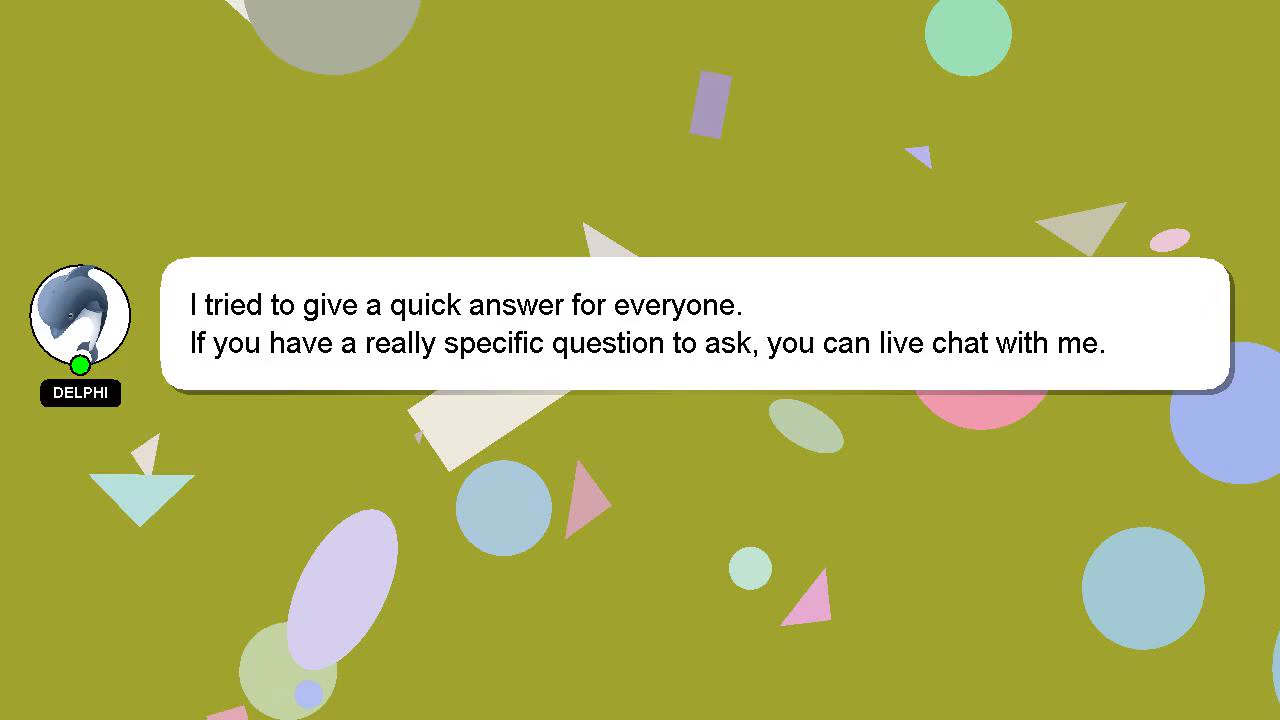 I tried to give a quick answer for everyone.
If you have a really specific question to ask, you can live chat with me.
DELPHI